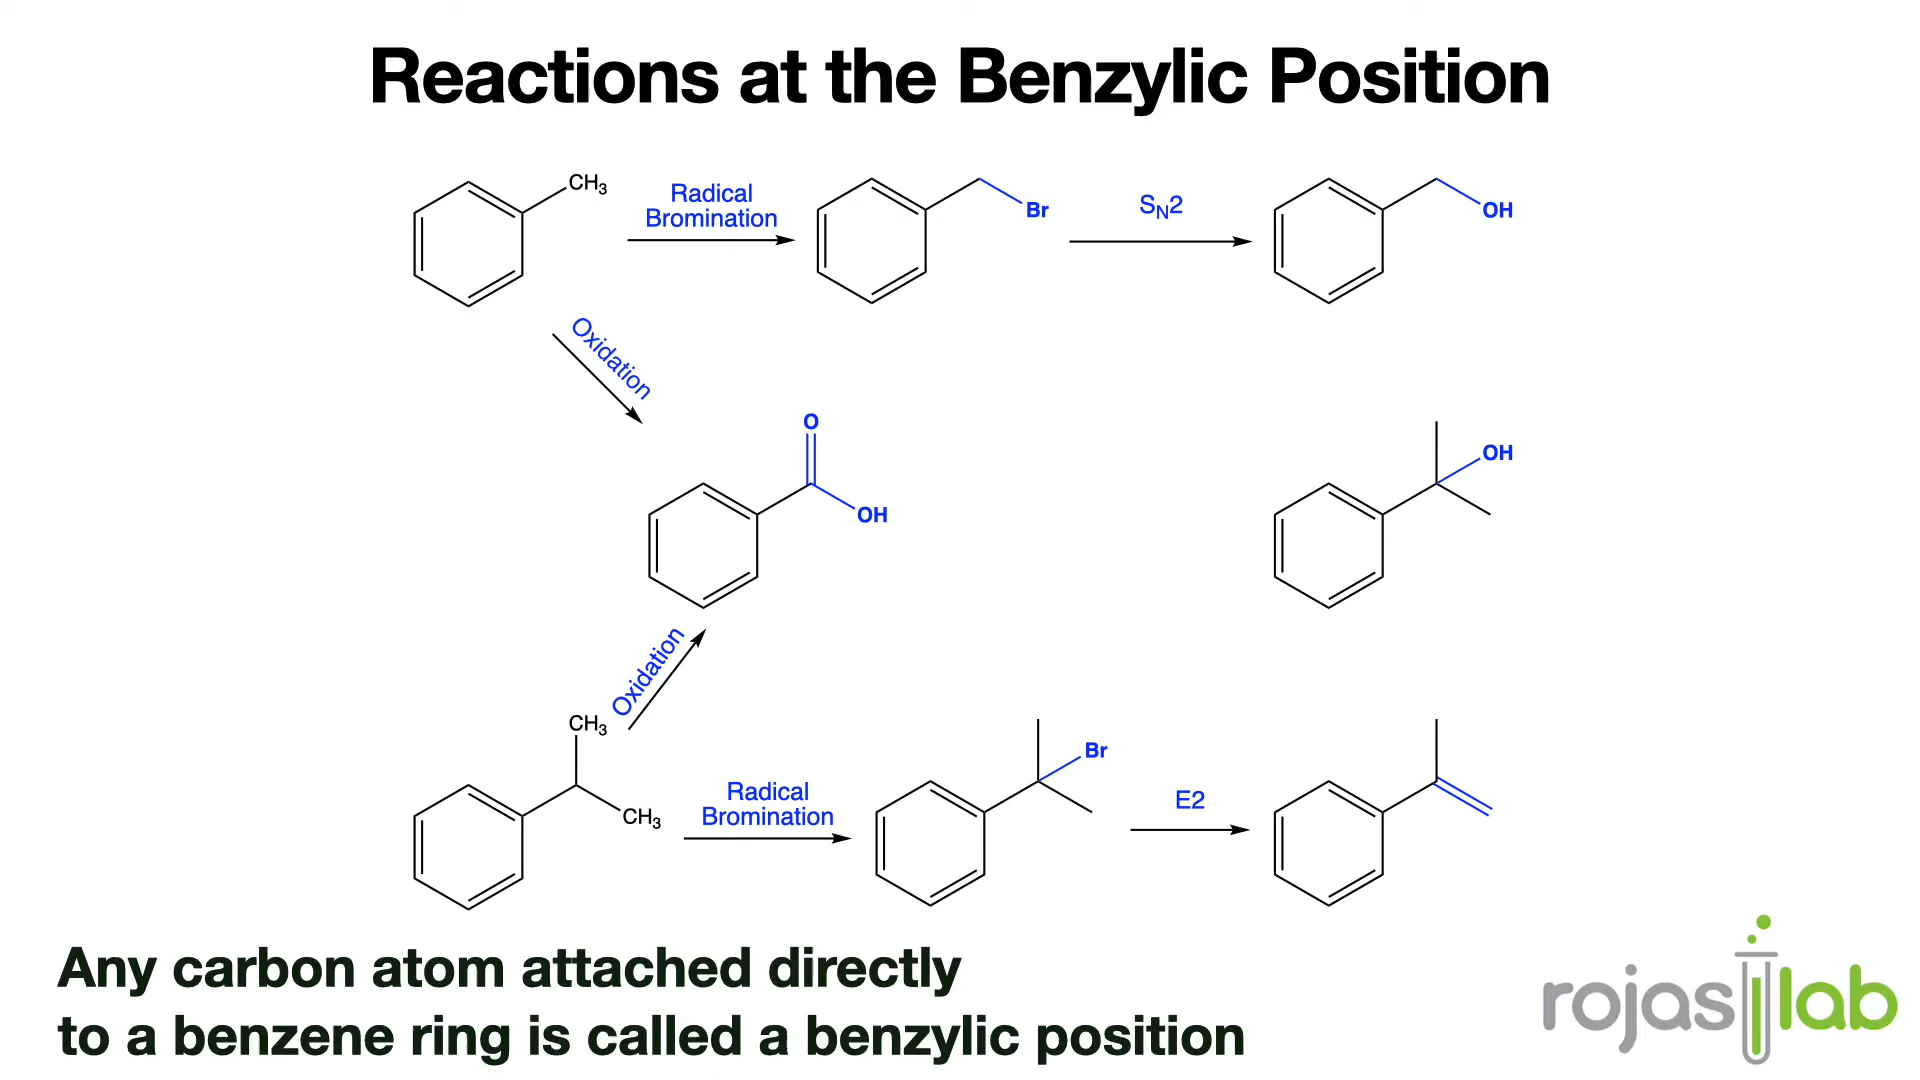 Reactions at the Benzylic Position
CH₃
Radical
Bromination
Br
S_N2
OH
Oxidation
O
OH
OH
Oxidation
CH₃
CH₃
Radical
Bromination
Br
E2
Any carbon atom attached directly
to a benzene ring is called a benzylic position
rojas lab